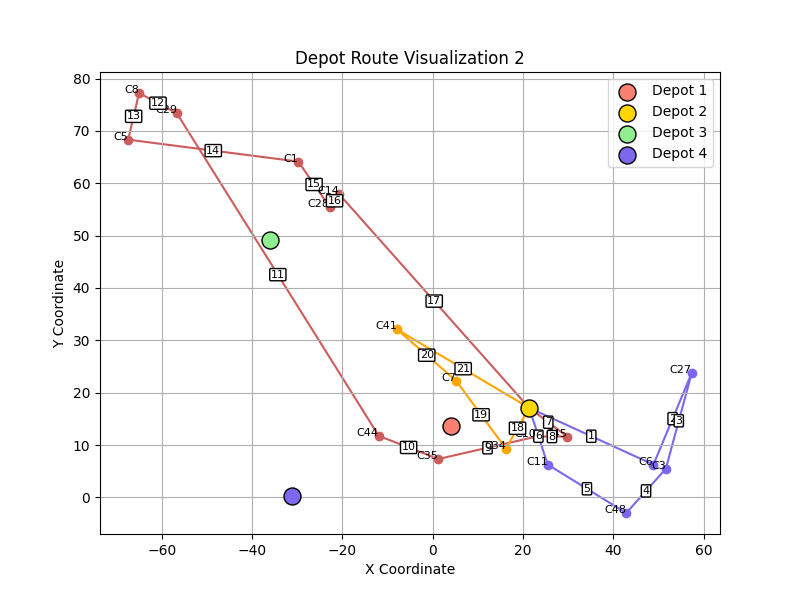 Depot Route Visualization 2
Depot 1
Depot 2
Depot 3
Depot 4
Y Coordinate
80
70
60
50
40
30
20
10
0
−60
−40
−20
0
20
40
60
X Coordinate
C8
12
C29
13
C5
14
C1
15
C14
C28
16
11
17
C41
20
21
C7
C27
19
18
7
2
3
C10
6
8
1
C44
10
9
C34
C35
C11
C6
C3
5
4
C48